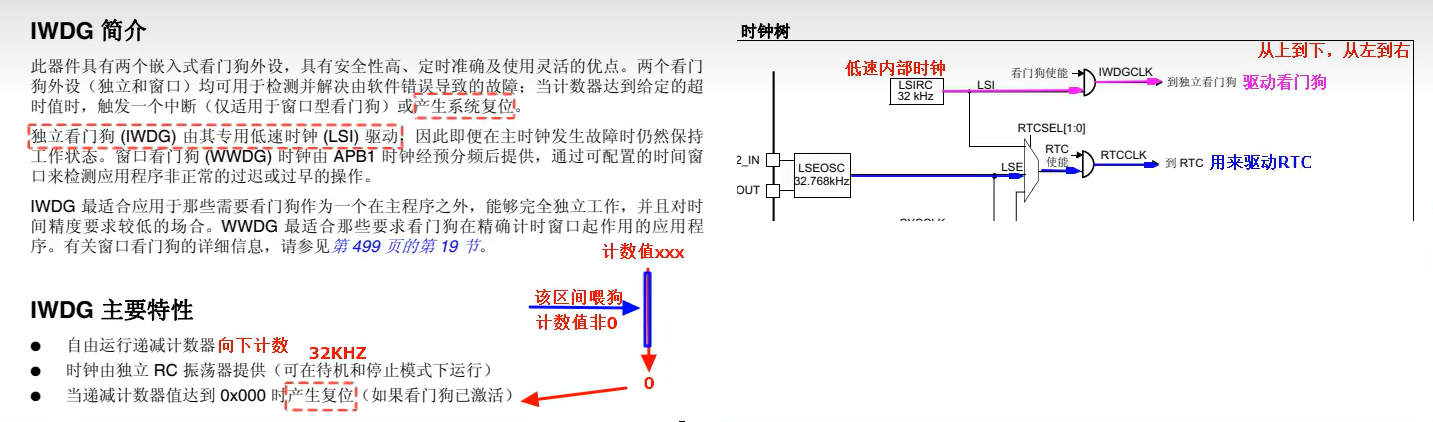 IWDG 简介
此器件具有两个嵌入式看门狗外设，具有安全性高、定时准确及使用灵活的优点。两个看门
狗外设（独立和窗口）均可用于检测并解决由软件错误导致的故障；当计数器达到给定的超
时值时，触发一个中断（仅适用于窗口型看门狗）或产生系统复位。
独立看门狗 (IWDG) 由其专用低速时钟 (LSI) 驱动，因此即便在主时钟发生故障时仍然保持
工作状态。窗口看门狗 (WWDG) 时钟由 APB1 时钟经预分频后提供，通过可配置的时间窗
口来检测应用程序非正常的过迟或过早的操作。
IWDG 最适合应用于那些需要看门狗作为一个在主程序之外，能够完全独立工作，并且对时
间精度要求较低的场合。WWDG 最适合那些要求看门狗在精确计时窗口起作用的应用程
序。有关窗口看门狗的详细信息，请参见第 499 页的第 19 节。
计数值xxx
该区间喂狗
计数值非0
0
IWDG 主要特性
● 自由运行递减计数器 向下计数
32KHZ
● 时钟由独立 RC 振荡器提供（可在待机和停止模式下运行）
● 当递减计数器值达到 0x000 时产生复位（如果看门狗已激活）
时钟树
从上到下，从左到右
低速内部时钟
LSIRC
32 kHz
LSI
看门狗使能
IWDGCLK
到独立看门狗 驱动看门狗
RTCSEL[1:0]
2_IN
OUT
LSEOSC
32.768kHz
LSE
RTC
使能
RTCCLK
到 RTC 用来驱动RTC